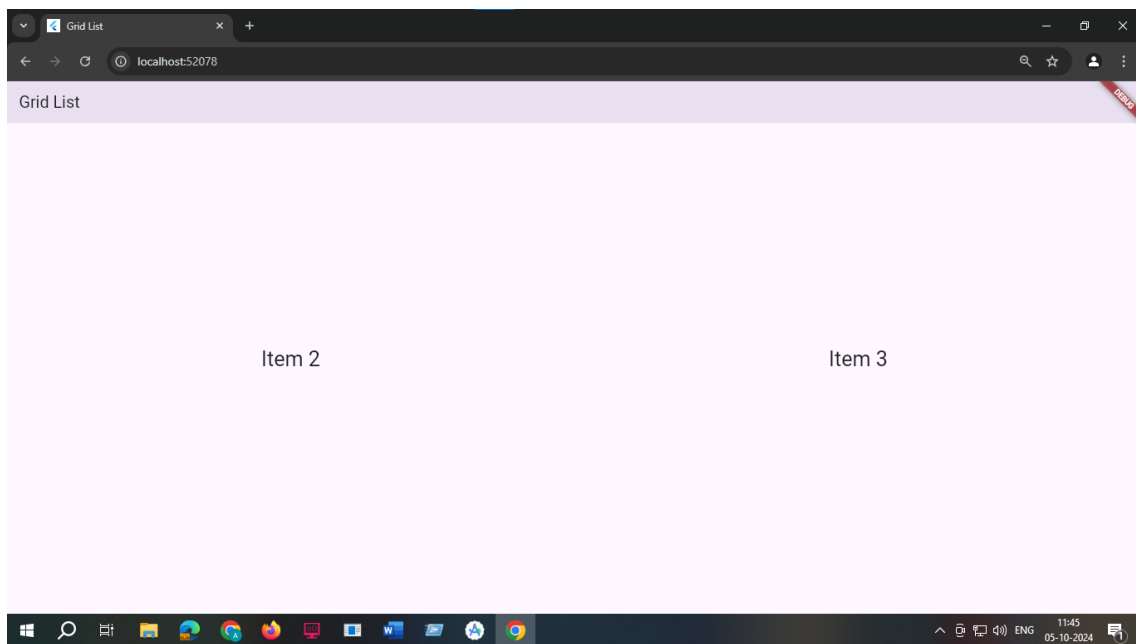 Grid List
localhost:52078
Grid List
DEBUG
Item 2 Item 3
ENG
11:45
05-10-2024